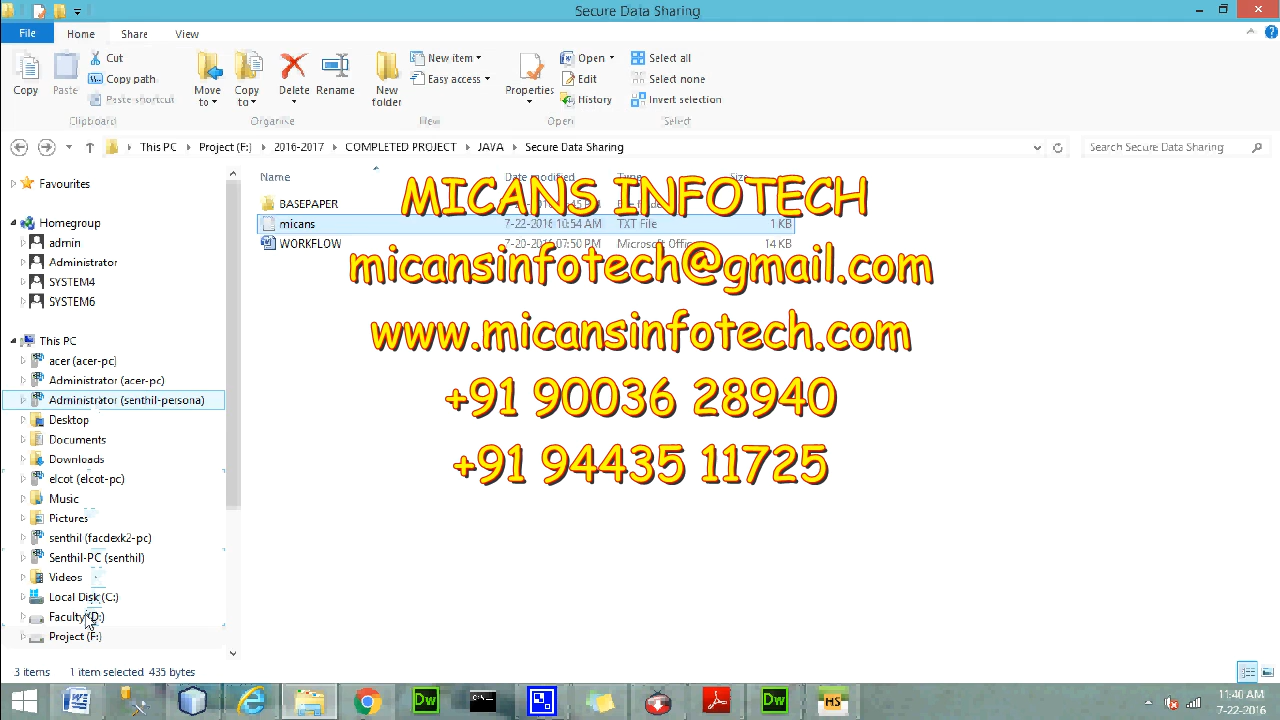 Secure Data Sharing
File Home Share View
Cut
Copy path
Paste shortcut
Copy Paste
Move to Copy to Delete Rename
New folder
New item
Easy access
Properties
Open
Edit
History
Select all
Select none
Invert selection
Clipboard Organise New Open Select
This PC Project (F:) 2016-2017 COMPLETED PROJECT JAVA Secure Data Sharing
Search Secure Data Sharing
Name Date modified Type Size
BASEPAPER
micans 7-22-2016 10:54 AM TXT File 1 KB
WORKFLOW 7-20-2016 07:50 PM Microsoft Offic 14 KB
MICANS INFOTECH
micansinfotech@gmail.com
www.micansinfotech.com
+91 90036 28940
+91 94435 11725
Favourites
Homegroup
admin
Administrator
SYSTEM4
SYSTEM6
This PC
acer (acer-pc)
Administrator (acer-pc)
Administrator (senthil-persona)
Desktop
Documents
Downloads
elcot (elcot-pc)
Music
Pictures
senthil (facdexk2-pc)
Senthil-PC (senthil)
Videos
Local Disk (C:)
Faculty (D:)
Project (F:)
3 items 1 item selected 435 bytes
Dw Dw HS
11:40 AM
7-22-2016